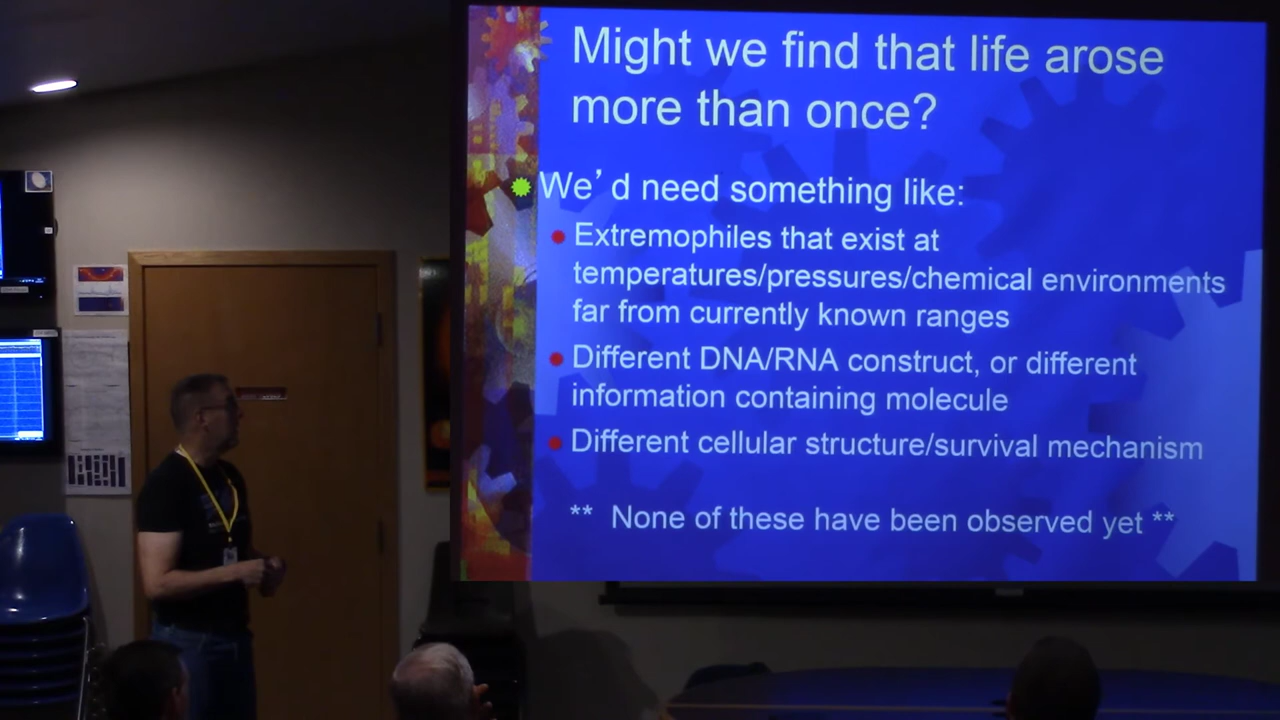 Might we find that life arose
more than once?
We’d need something like:
Extremophiles that exist at
temperatures/pressures/chemical environments
far from currently known ranges
Different DNA/RNA construct, or different
information containing molecule
Different cellular structure/survival mechanism
** None of these have been observed yet **